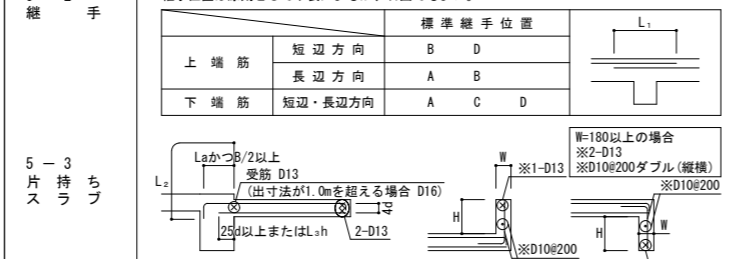 継 手
標 準 継 手 位 置
L₁
上 端 筋
短 辺 方 向
B D
長 辺 方 向
A B
下 端 筋
短辺・長辺方向
A C D
5 － 3
片 持 ち
ス ラ ブ
L₂
LaかつB/2以上
受筋 D13
(出寸法が1.0mを超える場合 D16)
4d
25d以上またはL₃h
2-D13
W
※1-D13
H
※D10@200
W=180以上の場合
※2-D13
※D10@200ダブル(縦横)
※D10@200
H
W